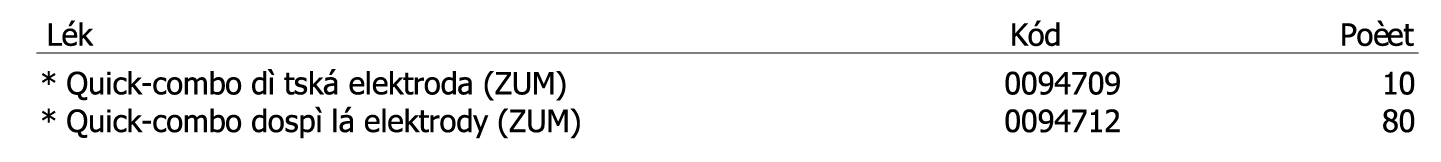 Lék Kód Poèet
* Quick-combo dì tská elektroda (ZUM) 0094709 10
* Quick-combo dospì lá elektrody (ZUM) 0094712 80